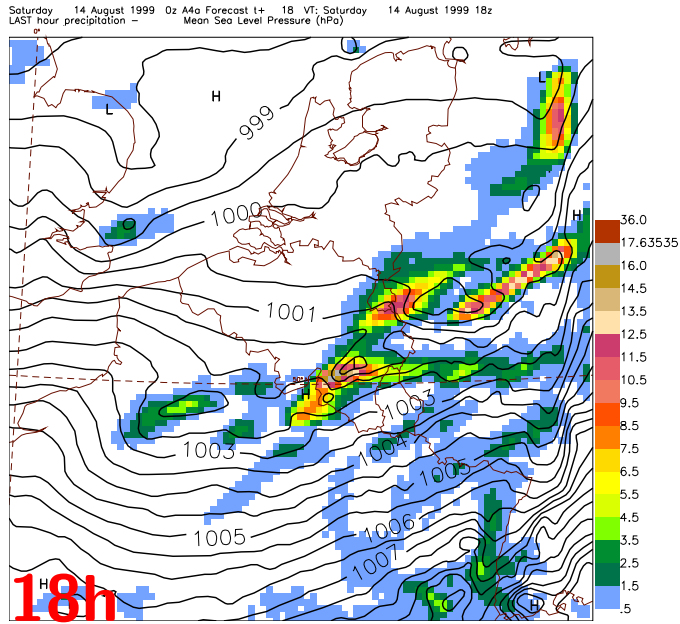 Saturday 14 August 1999 0z A4a Forecast t+ 18 VT: Saturday 14 August 1999 18z
LAST hour precipitation – Mean Sea Level Pressure (hPa)
0°
L
H
L
999
1000
H
36.0
17.63535
16.0
14.5
13.5
12.5
11.5
10.5
9.5
8.5
7.5
6.5
5.5
4.5
3.5
2.5
1.5
.5
1001
H
1003
1003
1004
1005
1005
1006
1007
H
18h
H